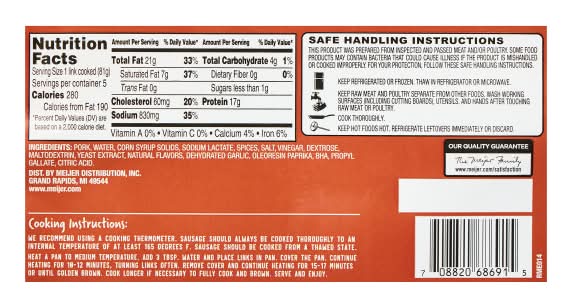 Nutrition Facts
Serving Size 1 link cooked (81g)
Servings per container 5
Calories 280
Calories from Fat 190
*Percent Daily Values (DV) are
based on a 2,000 calorie diet.
Amount Per Serving % Daily Value* Amount Per Serving % Daily Value*
Total Fat 21g 33% Total Carbohydrate 4g 1%
Saturated Fat 7g 37% Dietary Fiber 0g 0%
Trans Fat 0g Sugars less than 1g
Cholesterol 60mg 20% Protein 17g
Sodium 830mg 35%
Vitamin A 0% • Vitamin C 0% • Calcium 4% • Iron 6%
INGREDIENTS: PORK, WATER, CORN SYRUP SOLIDS, SODIUM LACTATE, SPICES, SALT, VINEGAR, DEXTROSE,
MALTODEXTRIN, YEAST EXTRACT, NATURAL FLAVORS, DEHYDRATED GARLIC, OLEORESIN PAPRIKA, BHA, PROPYL
GALLATE, CITRIC ACID.
DIST. BY MEIJER DISTRIBUTION, INC.
GRAND RAPIDS, MI 49544
www.meijer.com
SAFE HANDLING INSTRUCTIONS
THIS PRODUCT WAS PREPARED FROM INSPECTED AND PASSED MEAT AND/OR POULTRY. SOME FOOD
PRODUCTS MAY CONTAIN BACTERIA THAT COULD CAUSE ILLNESS IF THE PRODUCT IS MISHANDLED
OR COOKED IMPROPERLY. FOR YOUR PROTECTION, FOLLOW THESE SAFE HANDLING INSTRUCTIONS.
KEEP REFRIGERATED OR FROZEN. THAW IN REFRIGERATOR OR MICROWAVE.
KEEP RAW MEAT AND POULTRY SEPARATE FROM OTHER FOODS. WASH WORKING
SURFACES (INCLUDING CUTTING BOARDS), UTENSILS, AND HANDS AFTER TOUCHING
RAW MEAT OR POULTRY.
COOK THOROUGHLY.
KEEP HOT FOODS HOT. REFRIGERATE LEFTOVERS IMMEDIATELY OR DISCARD.
OUR QUALITY GUARANTEE
The Meijer Family
www.meijer.com/satisfaction
Cooking Instructions:
WE RECOMMEND USING A COOKING THERMOMETER. SAUSAGE SHOULD ALWAYS BE COOKED THOROUGHLY TO AN
INTERNAL TEMPERATURE OF AT LEAST 165 DEGREES F. SAUSAGE SHOULD BE COOKED FROM A THAWED STATE.
HEAT A PAN TO MEDIUM TEMPERATURE. ADD 3 TBSP. WATER AND PLACE LINKS IN PAN. COVER THE PAN. CONTINUE
HEATING FOR 10-12 MINUTES, TURNING LINKS OFTEN. REMOVE COVER AND CONTINUE HEATING FOR 15-17 MINUTES
OR UNTIL GOLDEN BROWN. COOK LONGER IF NECESSARY TO FULLY COOK AND BROWN. SERVE AND ENJOY.
7 08820 68691 5